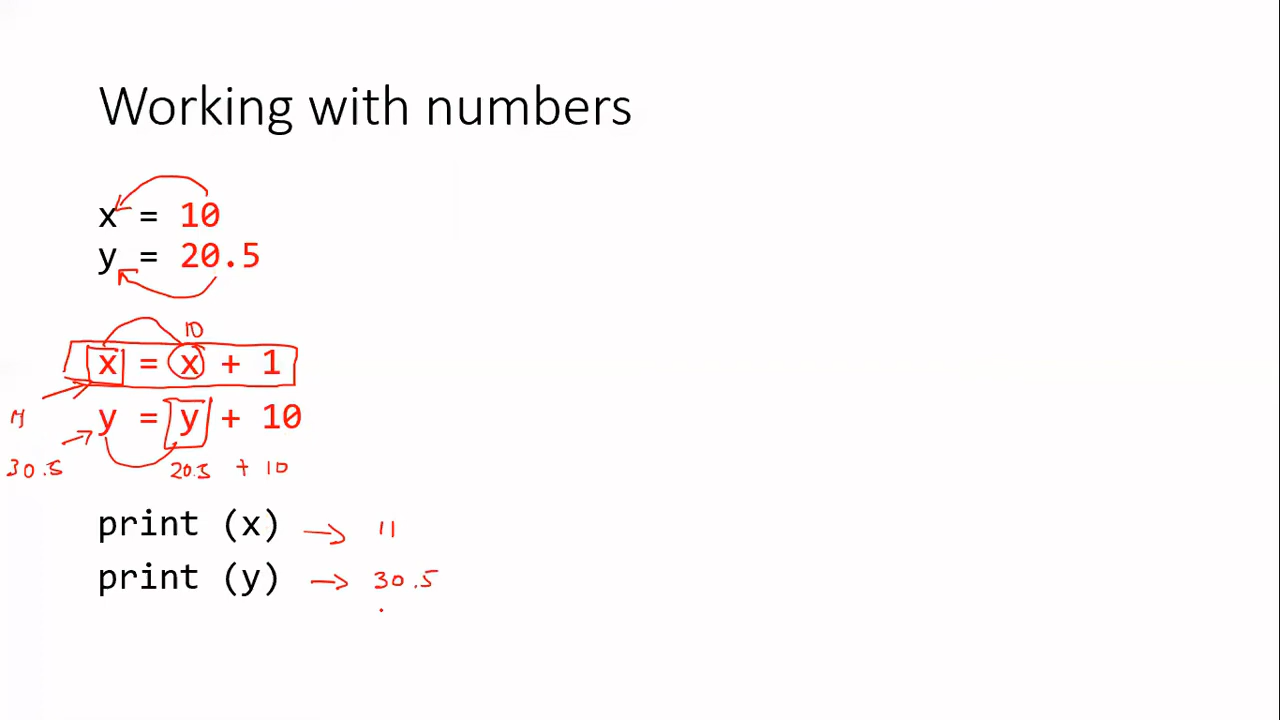 Working with numbers
x = 10
y = 20.5
10
x = x + 1
11
y = y + 10
30.5
20.5 + 10
print (x) → 11
print (y) → 30.5